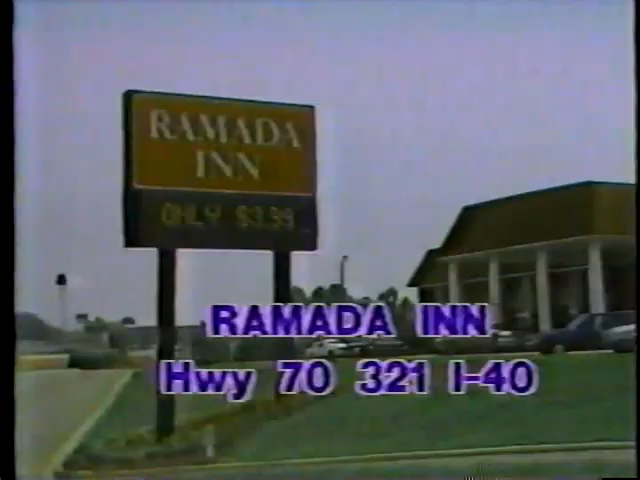 RAMADA
INN
ONLY $3.99
RAMADA INN
Hwy 70 321 I-40